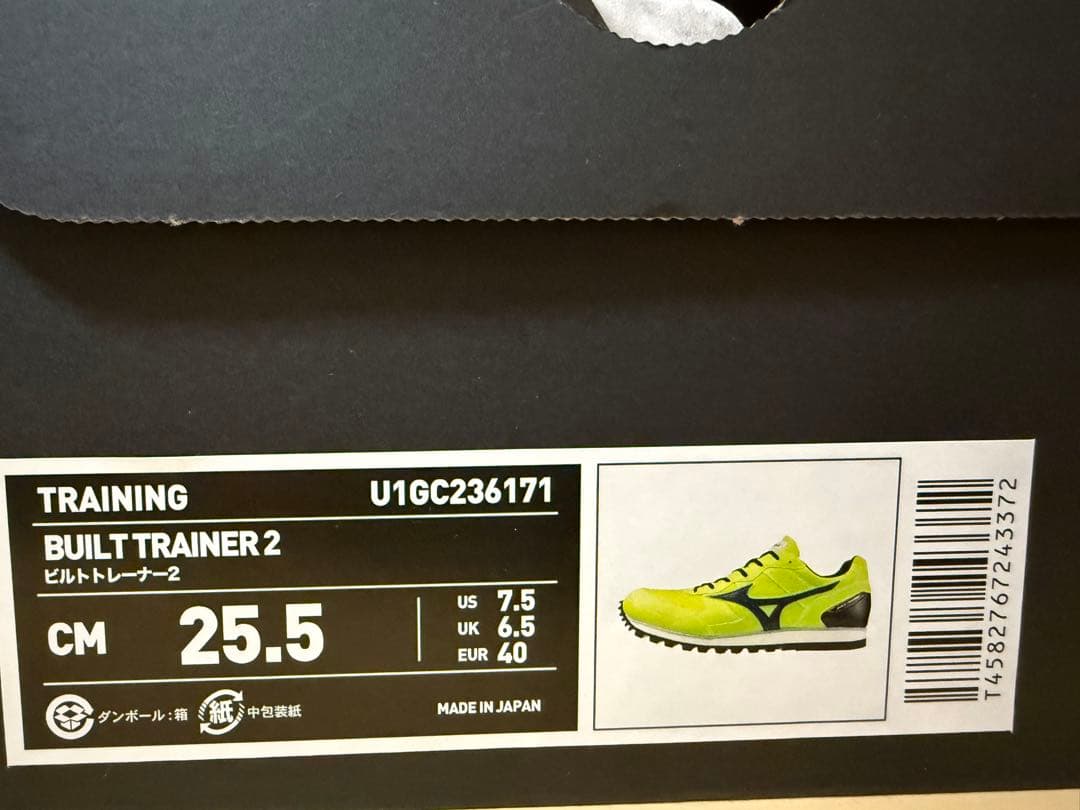 TRAINING U1GC236171
BUILT TRAINER 2
ビルトトレーナー2
CM 25.5
US 7.5
UK 6.5
EUR 40
ダンボール:箱 紙 中包装紙
MADE IN JAPAN
T4582767243372